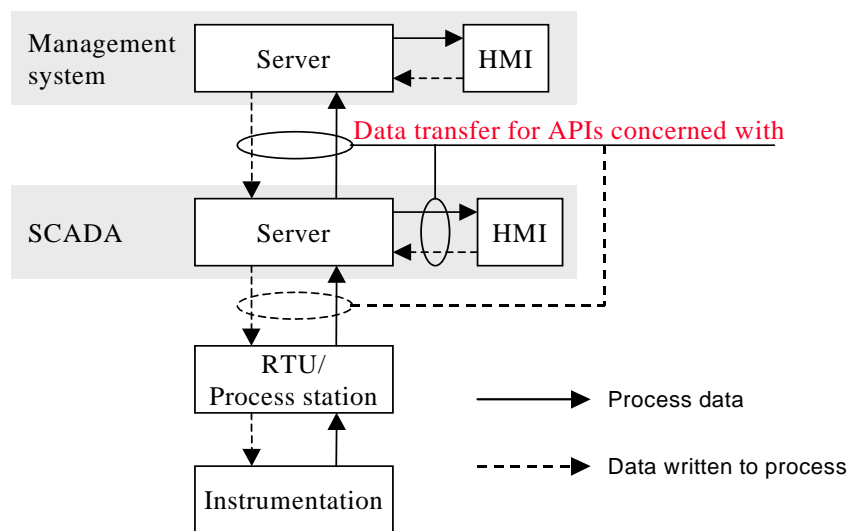 Management
system
Server
HMI
Data transfer for APIs concerned with
SCADA
Server
HMI
RTU/
Process station
Process data
Data written to process
Instrumentation